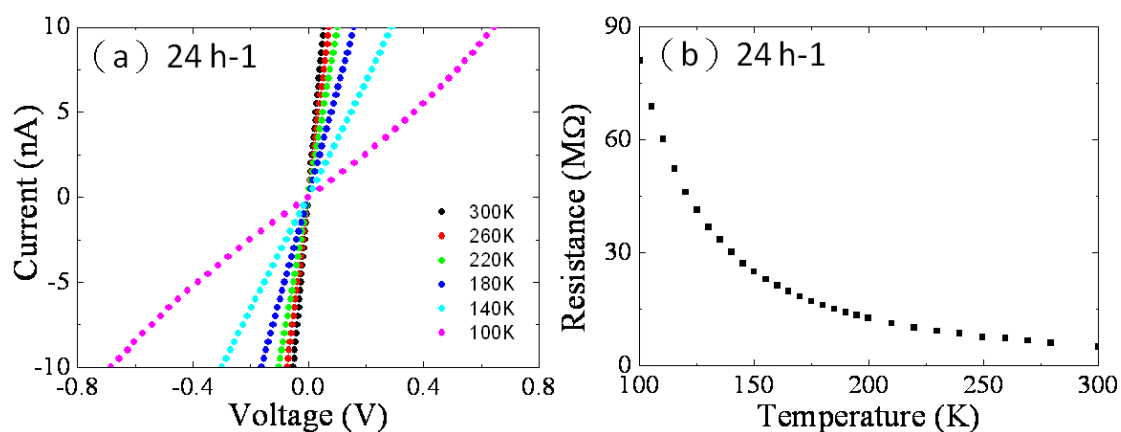 （a）24 h-1
Current (nA)
10
5
0
-5
-10
300K
260K
220K
180K
140K
100K
-0.8
-0.4
0.0
0.4
0.8
Voltage (V)
（b）24 h-1
Resistance (MΩ)
90
60
30
0
100
150
200
250
300
Temperature (K)